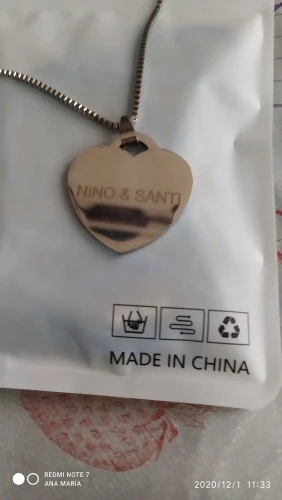 NINO & SANTI
MADE IN CHINA
REDMI NOTE 7
ANA MARIA
2020/12/1 11:33